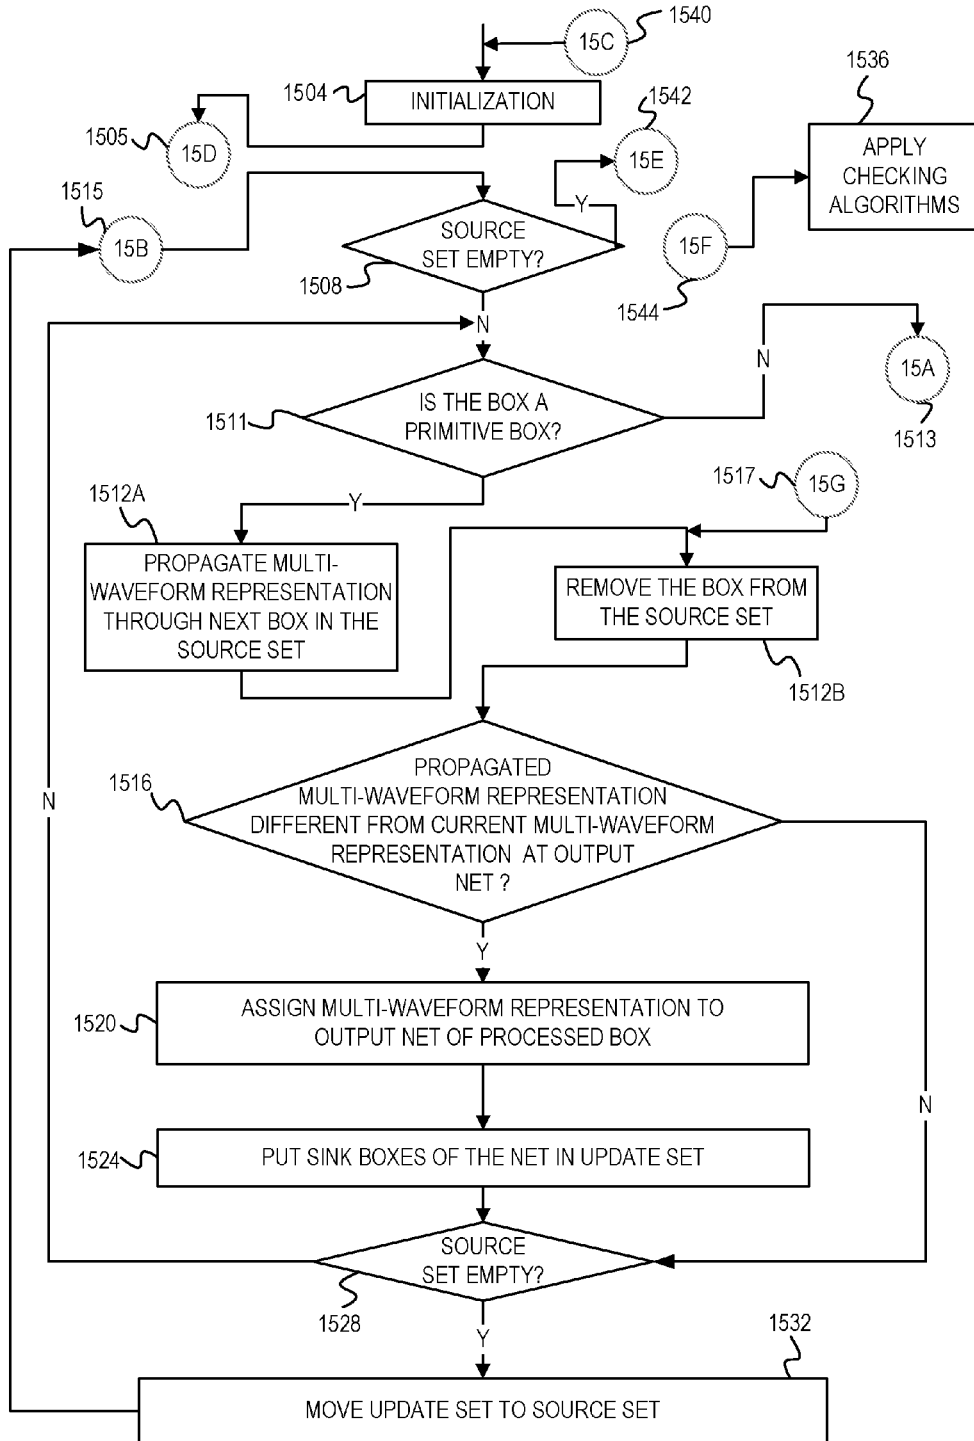 15C
1540
1504
INITIALIZATION
1536
1542
1505
15D
15E
APPLY
CHECKING
ALGORITHMS
1515
15B
Y
SOURCE
SET EMPTY?
1508
15F
1544
N
1511
IS THE BOX A
PRIMITIVE BOX?
N
15A
1513
1512A
Y
1517
15G
PROPAGATE MULTI-
WAVEFORM REPRESENTATION
THROUGH NEXT BOX IN THE
SOURCE SET
REMOVE THE BOX FROM
THE SOURCE SET
1512B
1516
PROPAGATED
MULTI-WAVEFORM REPRESENTATION
DIFFERENT FROM CURRENT MULTI-WAVEFORM
REPRESENTATION AT OUTPUT
NET ?
N
Y
1520
ASSIGN MULTI-WAVEFORM REPRESENTATION TO
OUTPUT NET OF PROCESSED BOX
N
1524
PUT SINK BOXES OF THE NET IN UPDATE SET
SOURCE
SET EMPTY?
1528
Y
1532
MOVE UPDATE SET TO SOURCE SET